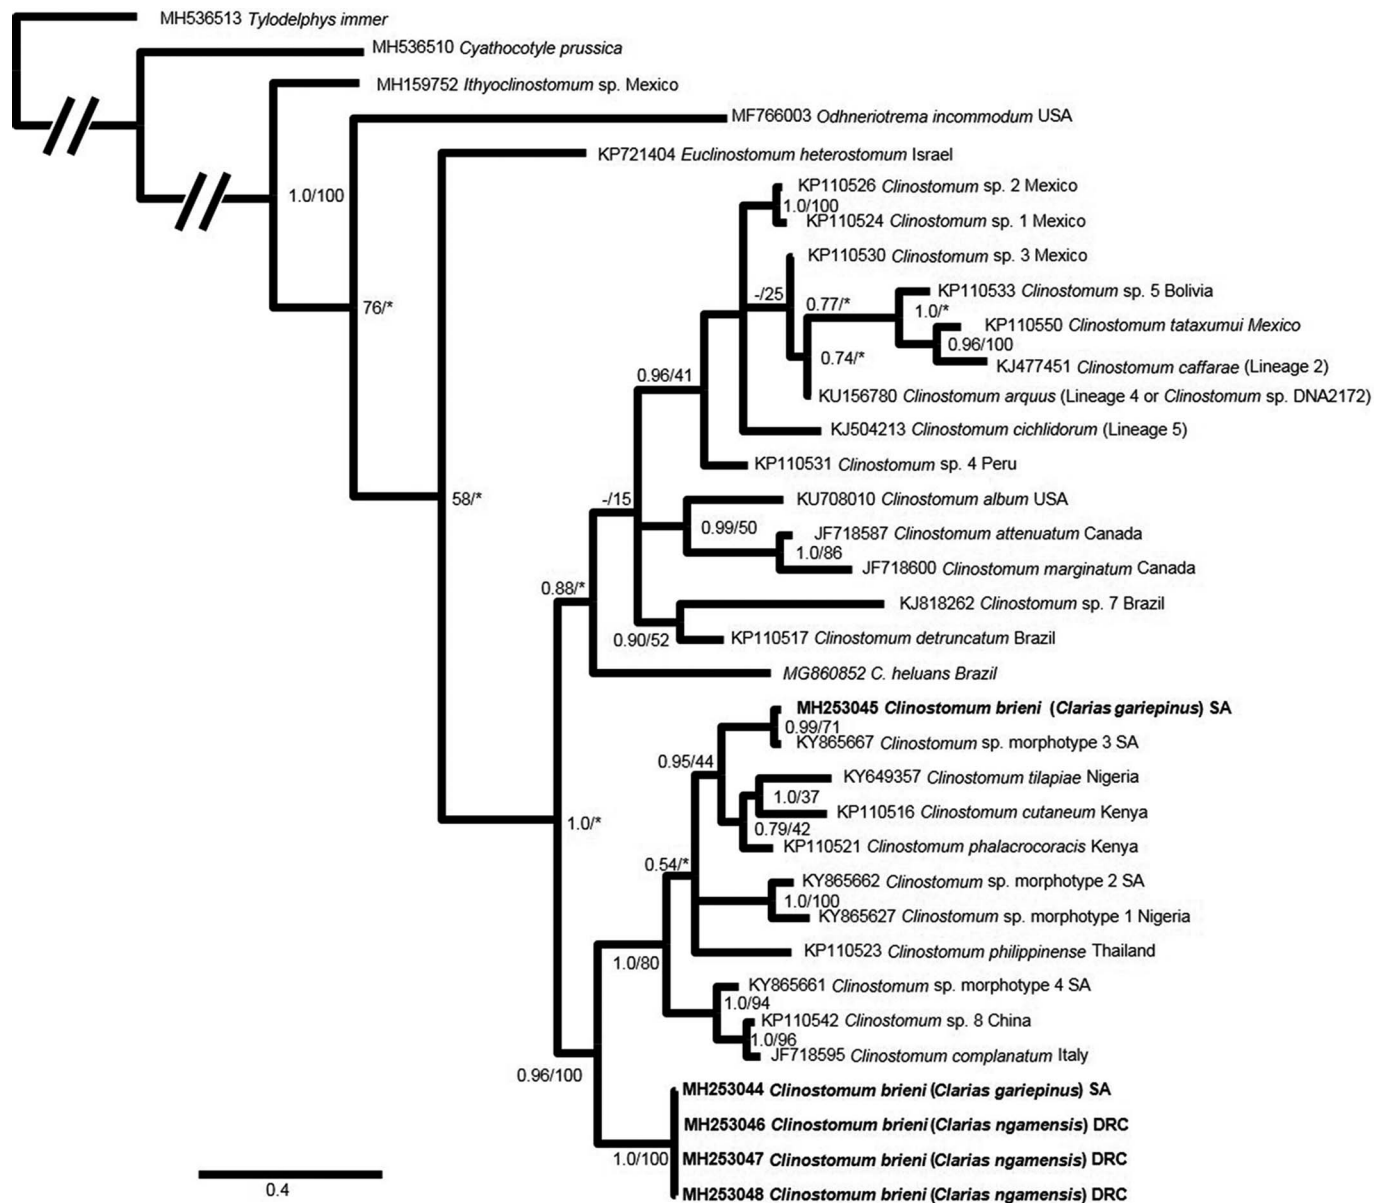 MH536513 Tylodelphys immer
MH536510 Cyathocotyle prussica
MH159752 Ithyoclinostomum sp. Mexico
MF766003 Odhneriotrema incommodum USA
KP721404 Euclinostomum heterostomum Israel
KP110526 Clinostomum sp. 2 Mexico
1.0/100
1.0/100
KP110524 Clinostomum sp. 1 Mexico
KP110530 Clinostomum sp. 3 Mexico
-/25
0.77/*
KP110533 Clinostomum sp. 5 Bolivia
76/*
1.0/*
KP110550 Clinostomum tataxumui Mexico
0.96/100
0.74/*
KJ477451 Clinostomum caffarae (Lineage 2)
0.96/41
KU156780 Clinostomum arquus (Lineage 4 or Clinostomum sp. DNA2172)
KJ504213 Clinostomum cichlidorum (Lineage 5)
KP110531 Clinostomum sp. 4 Peru
58/*
-/15
KU708010 Clinostomum album USA
0.99/50
JF718587 Clinostomum attenuatum Canada
1.0/86
JF718600 Clinostomum marginatum Canada
0.88/*
KJ818262 Clinostomum sp. 7 Brazil
0.90/52
KP110517 Clinostomum detruncatum Brazil
MG860852 C. heluans Brazil
MH253045 Clinostomum brieni (Clarias gariepinus) SA
0.99/71
KY865667 Clinostomum sp. morphotype 3 SA
0.95/44
KY649357 Clinostomum tilapiae Nigeria
1.0/37
KP110516 Clinostomum cutaneum Kenya
1.0/*
0.79/42
KP110521 Clinostomum phalacrocoracis Kenya
0.54/*
KY865662 Clinostomum sp. morphotype 2 SA
1.0/100
KY865627 Clinostomum sp. morphotype 1 Nigeria
KP110523 Clinostomum philippinense Thailand
1.0/80
KY865661 Clinostomum sp. morphotype 4 SA
1.0/94
KP110542 Clinostomum sp. 8 China
1.0/96
JF718595 Clinostomum complanatum Italy
0.96/100
MH253044 Clinostomum brieni (Clarias gariepinus) SA
MH253046 Clinostomum brieni (Clarias ngamensis) DRC
1.0/100
MH253047 Clinostomum brieni (Clarias ngamensis) DRC
0.4
MH253048 Clinostomum brieni (Clarias ngamensis) DRC